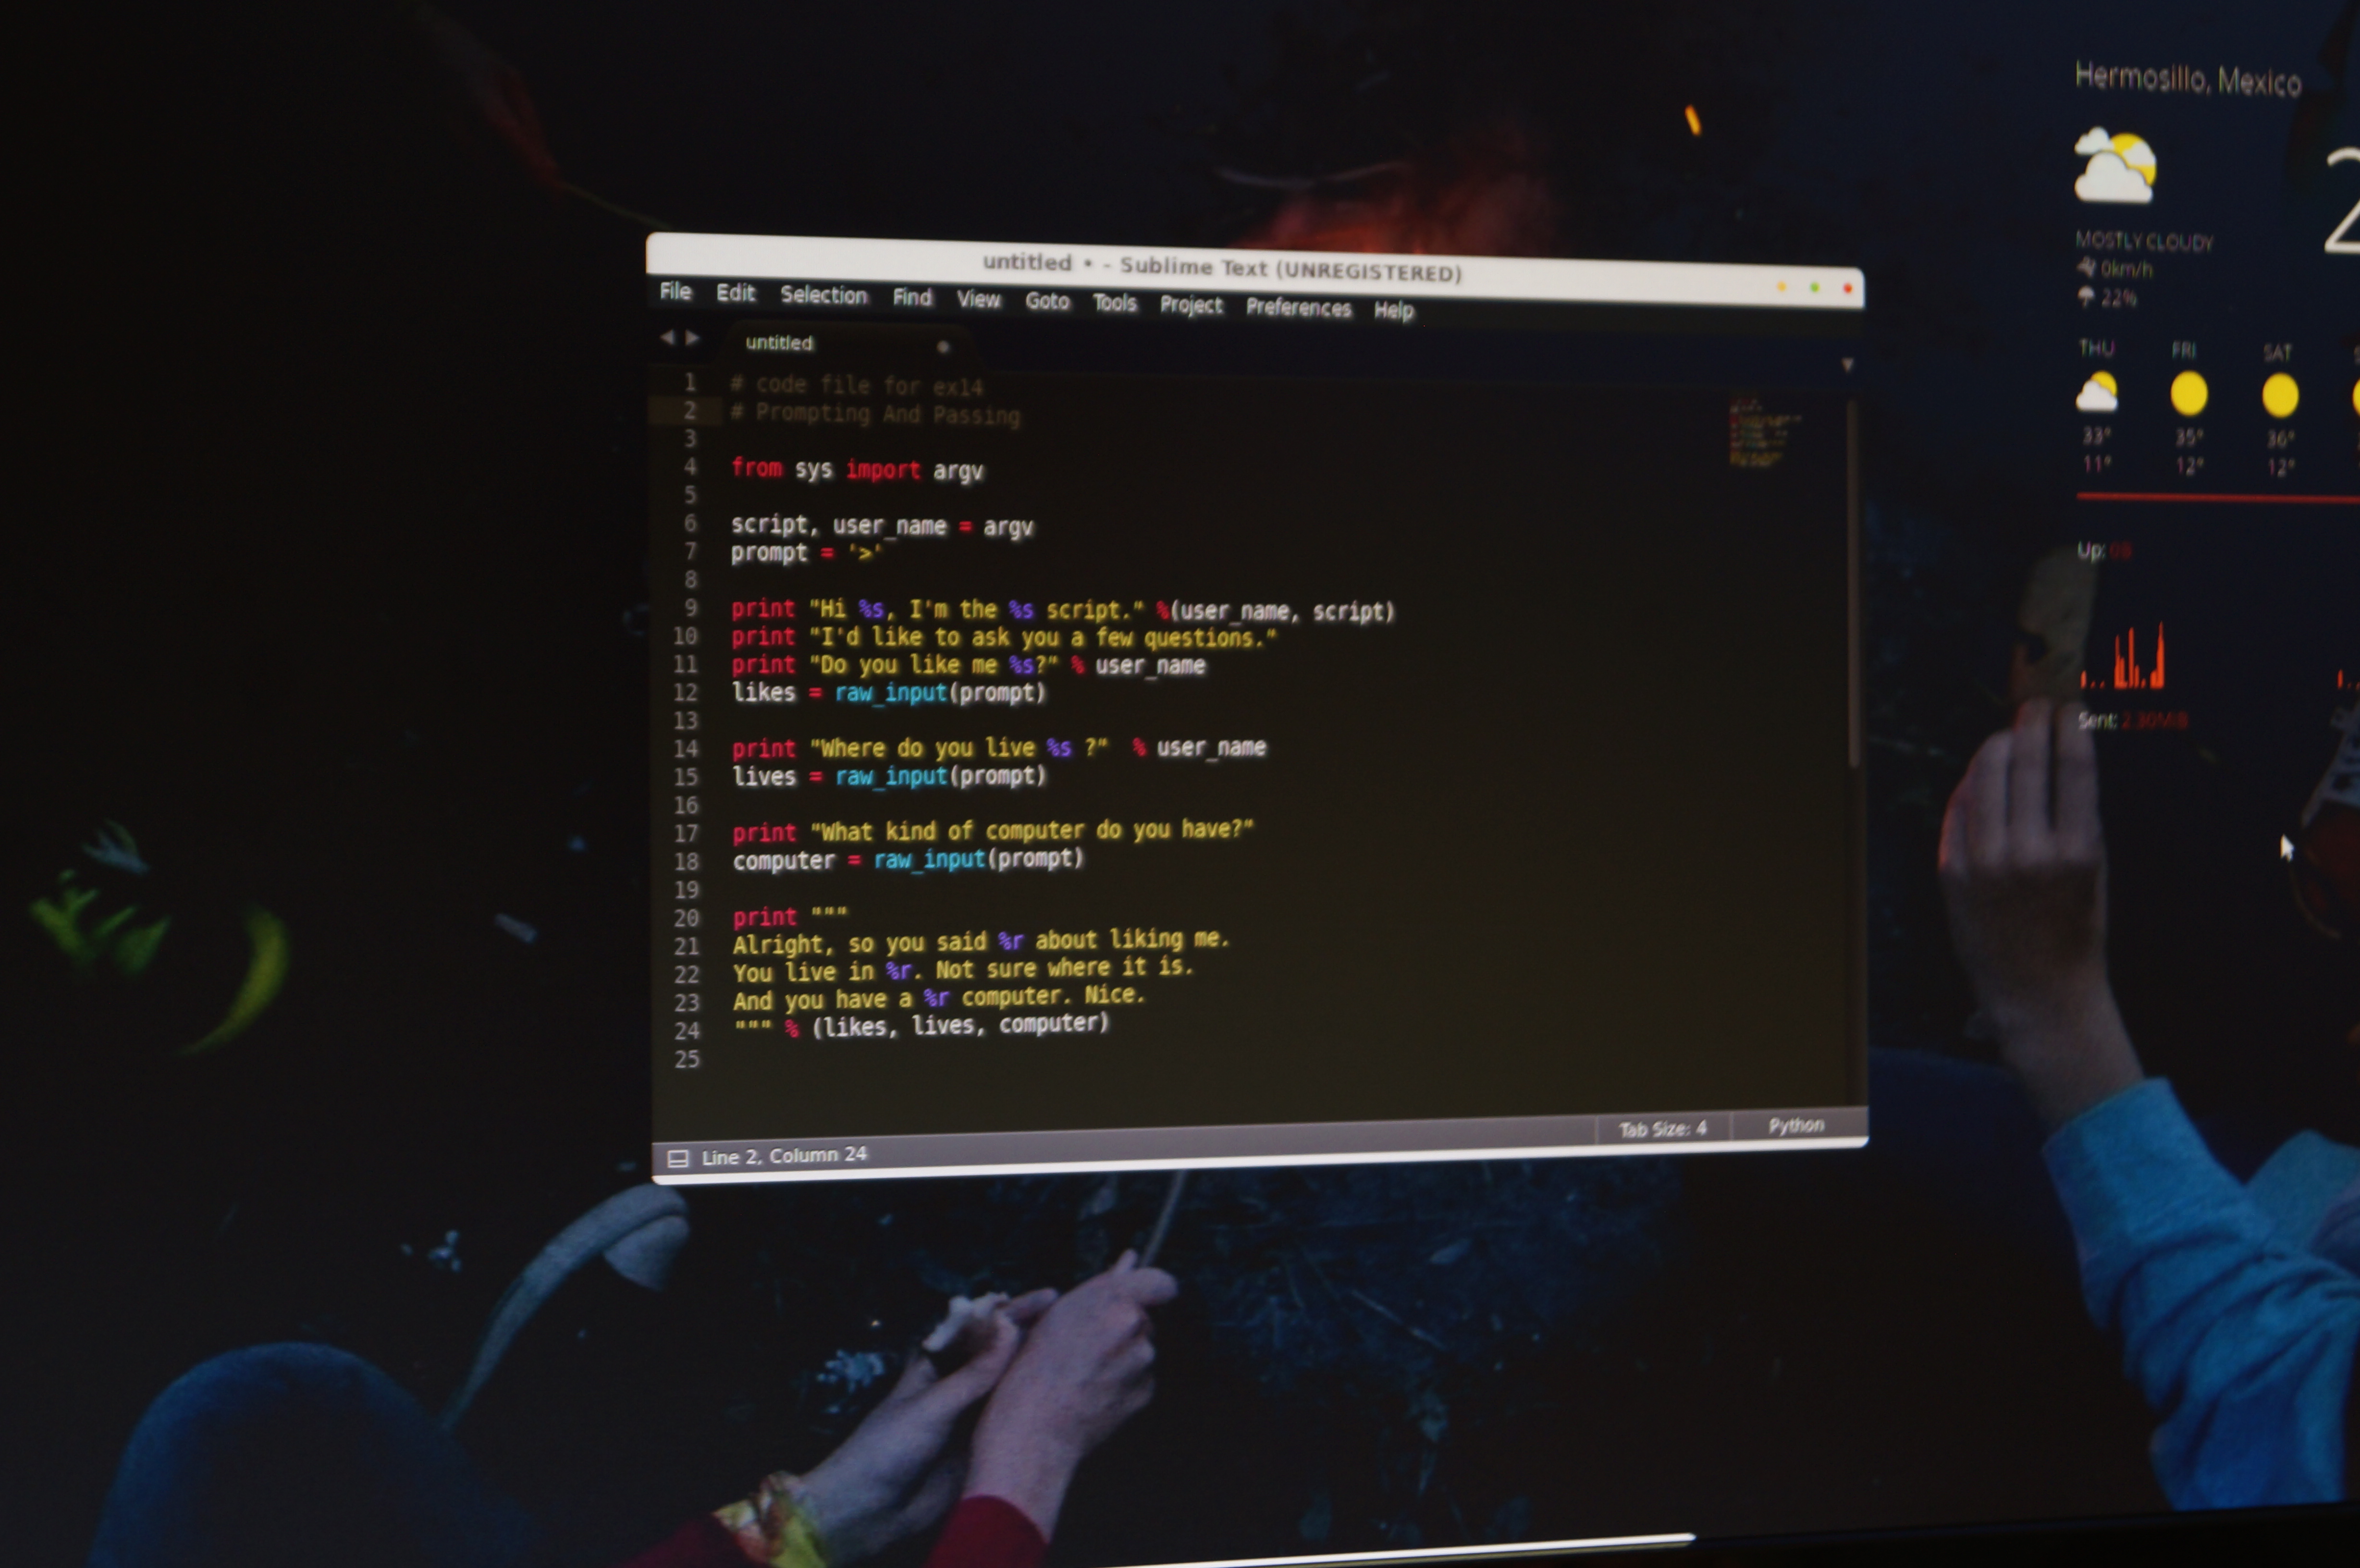 untitled • - Sublime Text (UNREGISTERED)
File Edit Selection Find View Goto Tools Project Preferences Help
untitled
1 # code file for ex14
2 # Prompting And Passing
3
4 from sys import argv
5
6 script, user_name = argv
7 prompt = '>'
8
9 print "Hi %s, I'm the %s script." %(user_name, script)
10 print "I'd like to ask you a few questions."
11 print "Do you like me %s?" % user_name
12 likes = raw_input(prompt)
13
14 print "Where do you live %s ?"  % user_name
15 lives = raw_input(prompt)
16
17 print "What kind of computer do you have?"
18 computer = raw_input(prompt)
19
20 print """
21 Alright, so you said %r about liking me.
22 You live in %r. Not sure where it is.
23 And you have a %r computer. Nice.
24 """ % (likes, lives, computer)
25
Line 2, Column 24
Tab Size: 4 Python
Hermosillo, Mexico
2
MOSTLY CLOUDY
0km/h
22%
THU FRI SAT
33° 35° 36°
11° 12° 12°
Up: 0B
Sent: 2.30MiB